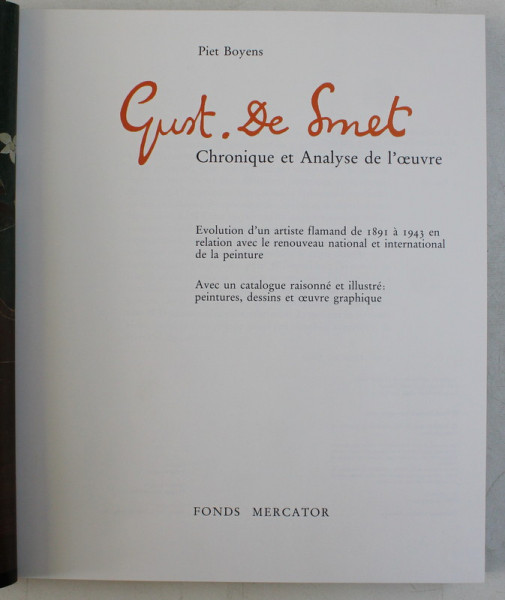 Piet Boyens
Gust. De Smet
Chronique et Analyse de l'œuvre
Evolution d'un artiste flamand de 1891 à 1943 en
relation avec le renouveau national et international
de la peinture
Avec un catalogue raisonné et illustré:
peintures, dessins et œuvre graphique
FONDS MERCATOR